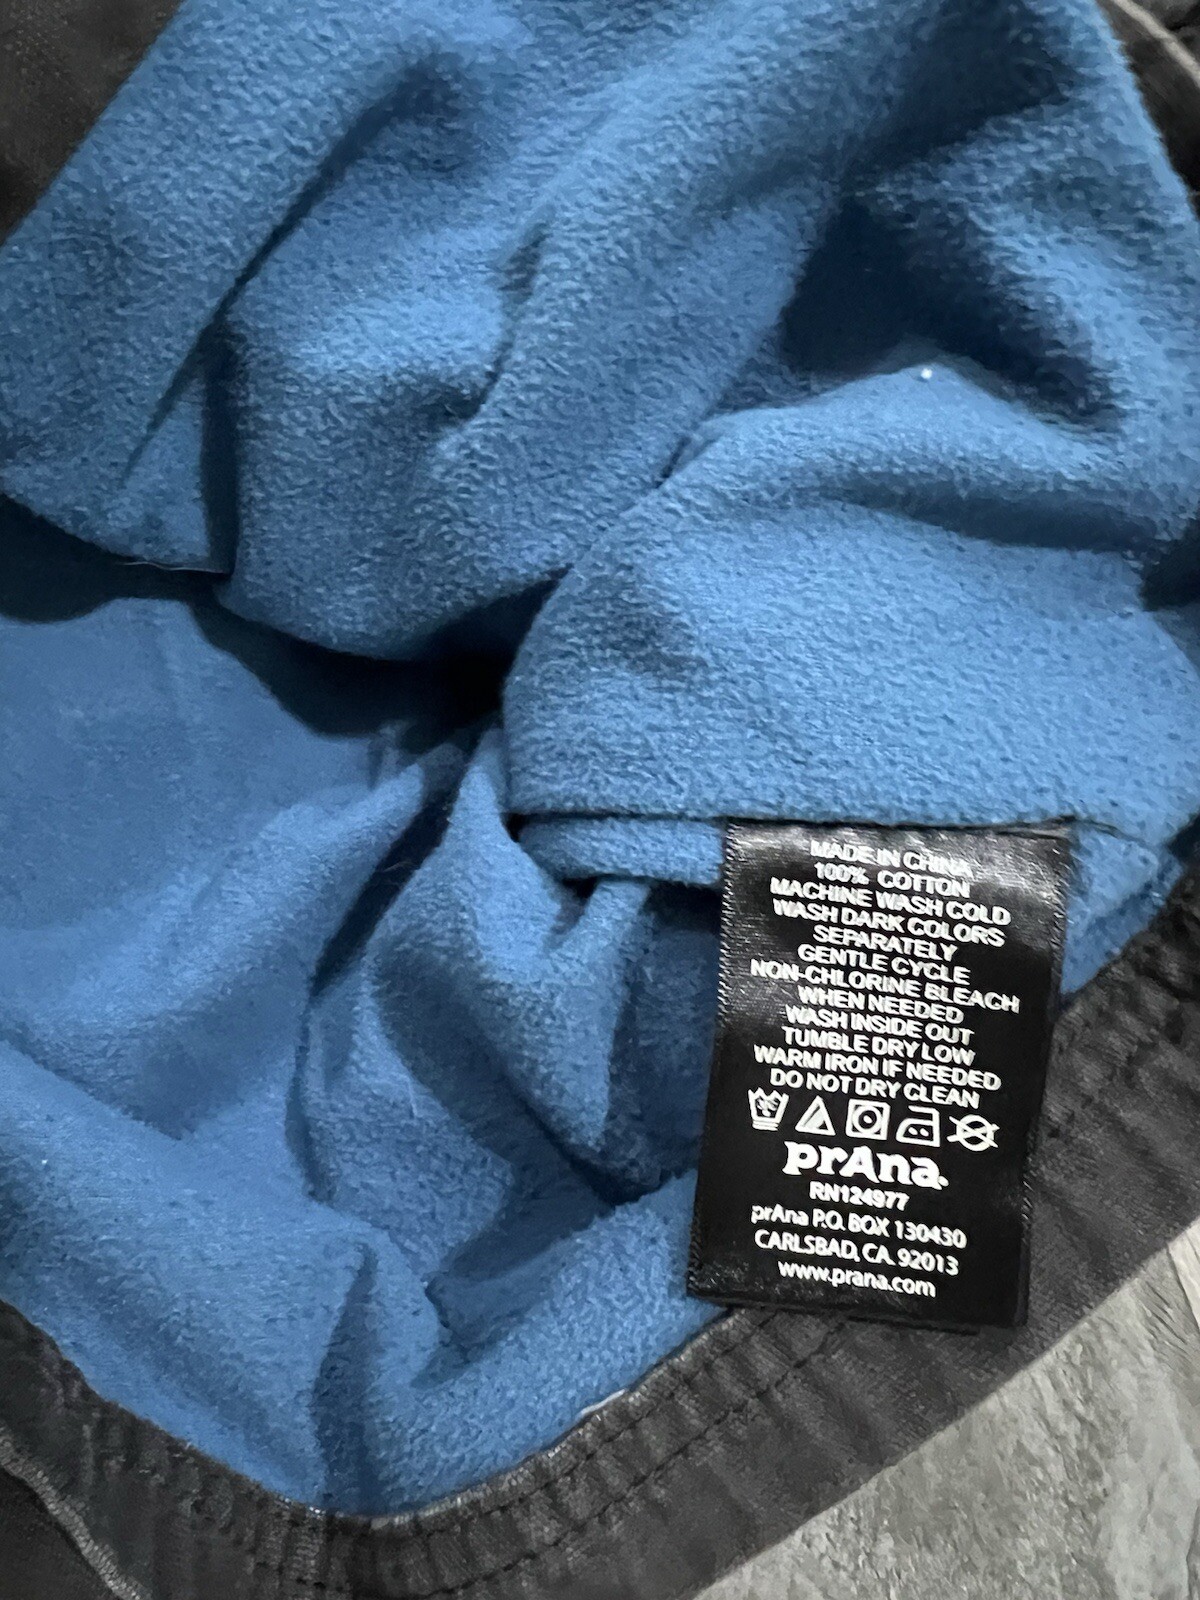 MADE IN CHINA
100% COTTON
MACHINE WASH COLD
WASH DARK COLORS
SEPARATELY
GENTLE CYCLE
NON-CHLORINE BLEACH
WHEN NEEDED
WASH INSIDE OUT
TUMBLE DRY LOW
WARM IRON IF NEEDED
DO NOT DRY CLEAN
prAna.
RN124977
prAna P.O. BOX 130430
CARLSBAD, CA. 92013
www.prana.com